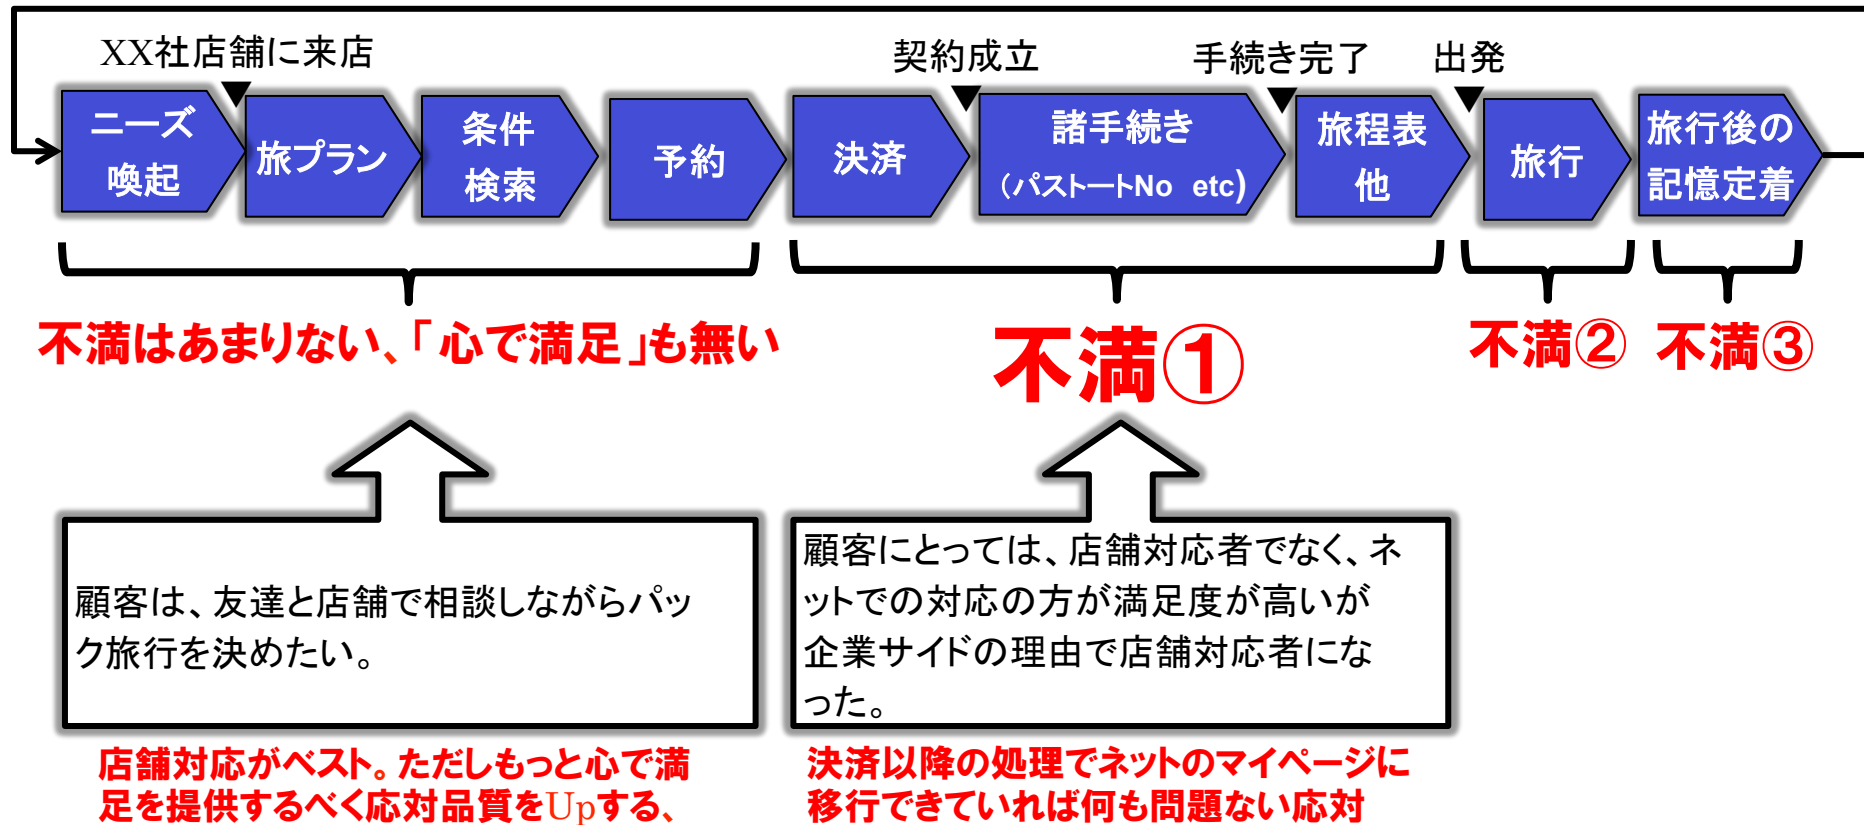 XX社店舗に来店
契約成立
手続き完了
出発
ニーズ
喚起
旅プラン
条件
検索
予約
決済
諸手続き
(パストートNo etc)
旅程表
他
旅行
旅行後の
記憶定着
不満はあまりない、「心で満足」も無い
不満①
不満②
不満③
顧客は、友達と店舗で相談しながらパッ
ク旅行を決めたい。
顧客にとっては、店舗対応者でなく、ネ
ットでの対応の方が満足度が高いが
企業サイドの理由で店舗対応者にな
った。
店舗対応がベスト。ただしもっと心で満
足を提供するべく応対品質をUpする、
決済以降の処理でネットのマイページに
移行できていれば何も問題ない応対